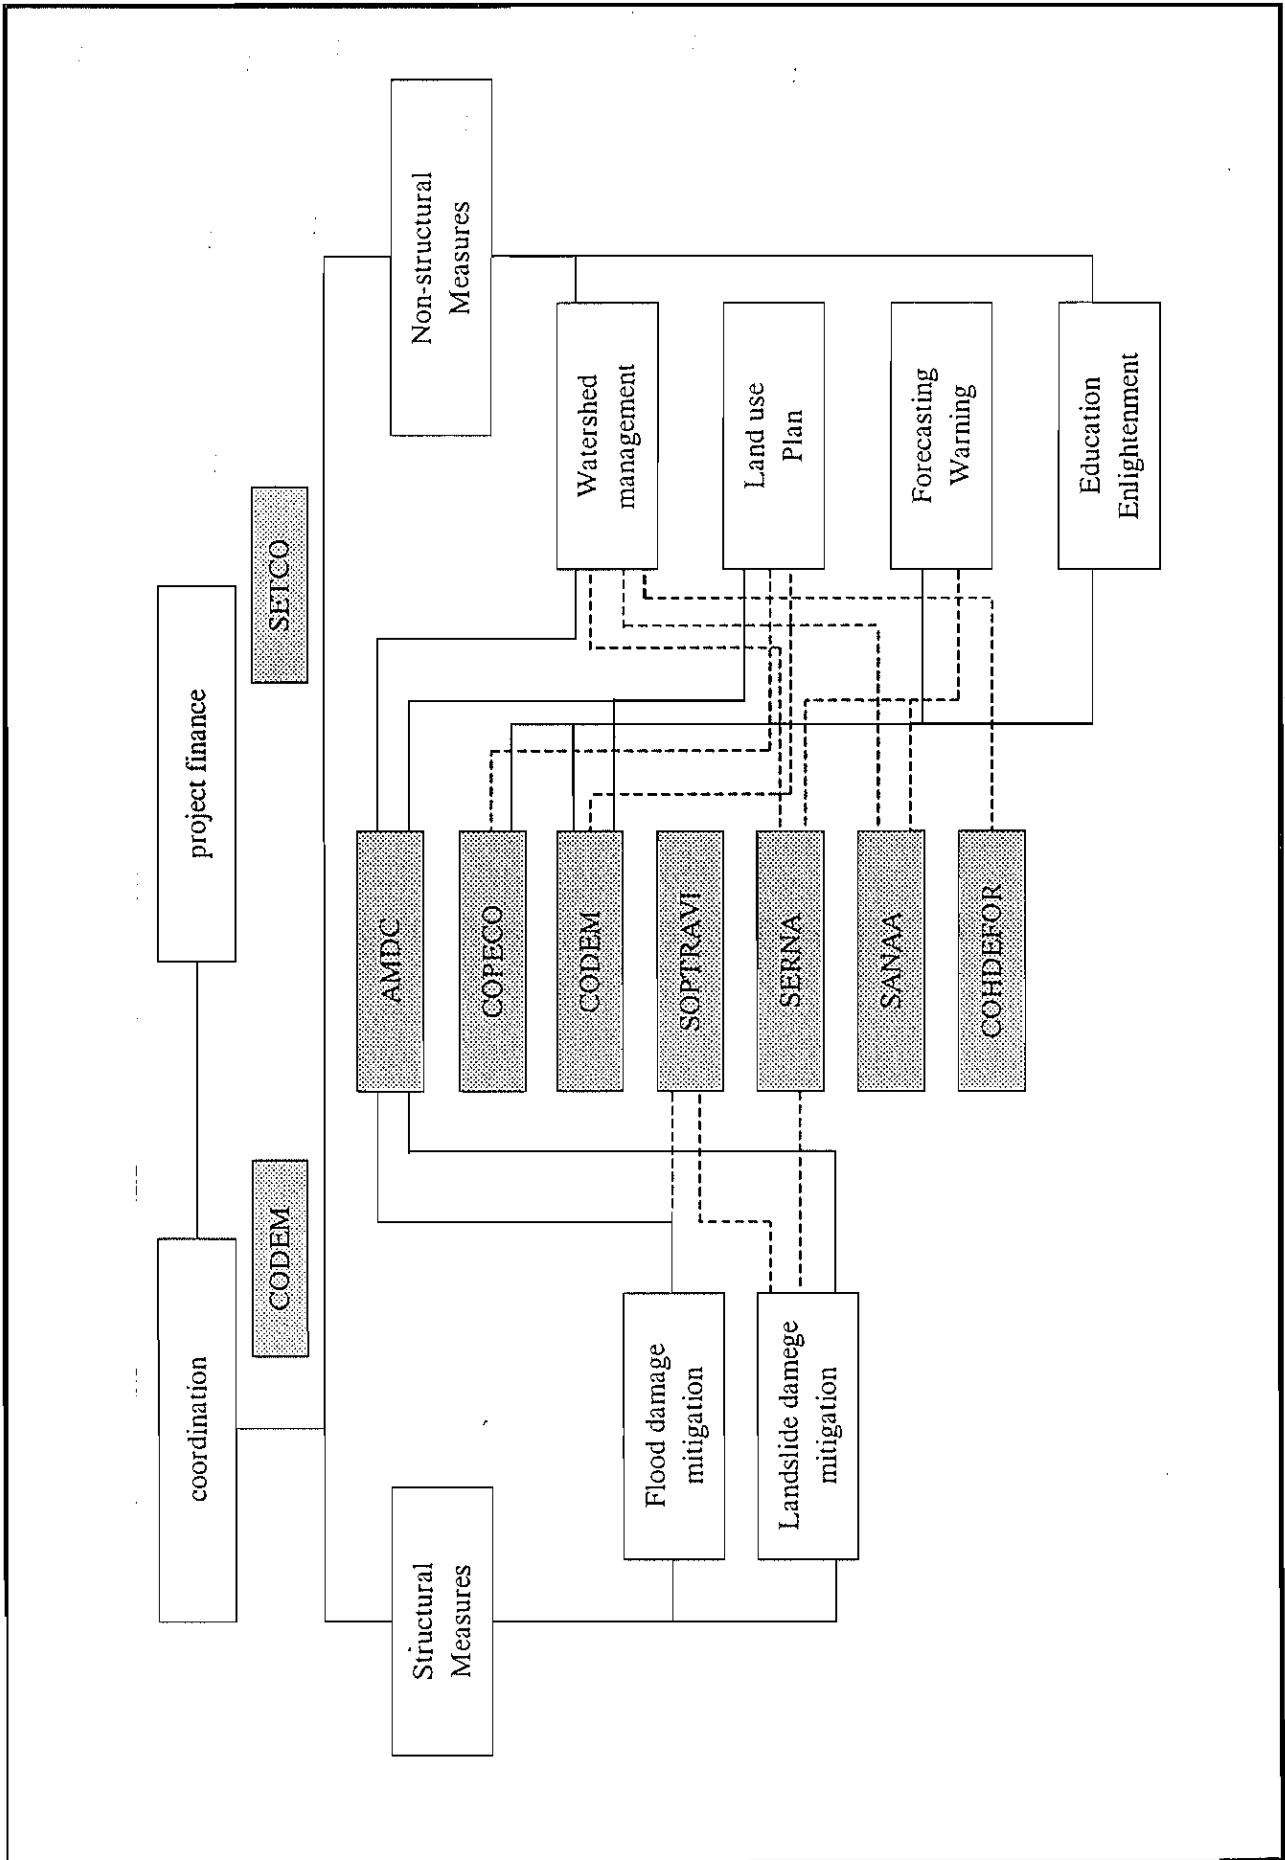 coordination
project finance
CODEM
SETCO
Structural
Measures
Non-structural
Measures
Flood damage
mitigation
Landslide damege
mitigation
AMDC
COPECO
CODEM
SOPTRAVI
SERNA
SANAA
COHDEFOR
Watershed
management
Land use
Plan
Forecasting
Warning
Education
Enlightenment